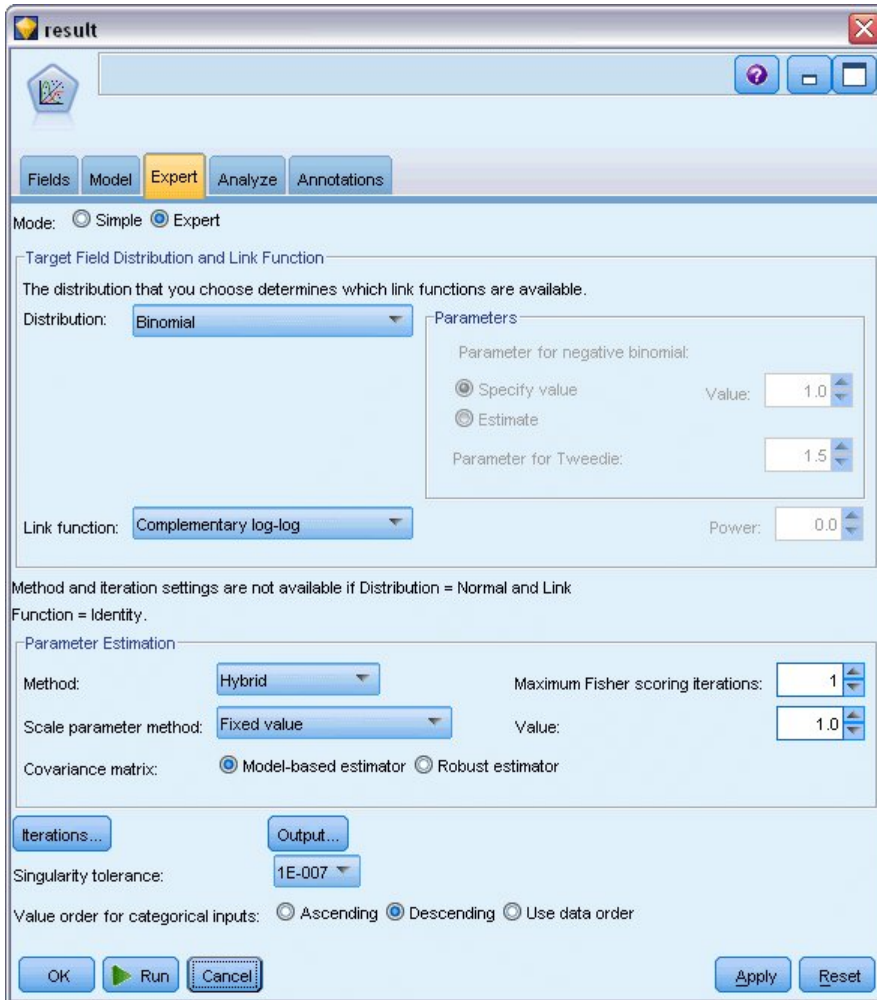 result
Fields Model Expert Analyze Annotations
Mode: Simple Expert
Target Field Distribution and Link Function
The distribution that you choose determines which link functions are available.
Distribution: Binomial
Parameters
Parameter for negative binomial:
Specify value Value: 1.0
Estimate
Parameter for Tweedie: 1.5
Link function: Complementary log-log Power: 0.0
Method and iteration settings are not available if Distribution = Normal and Link
Function = Identity.
Parameter Estimation
Method: Hybrid Maximum Fisher scoring iterations: 1
Scale parameter method: Fixed value Value: 1.0
Covariance matrix: Model-based estimator Robust estimator
Iterations... Output...
Singularity tolerance: 1E-007
Value order for categorical inputs: Ascending Descending Use data order
OK Run Cancel Apply Reset